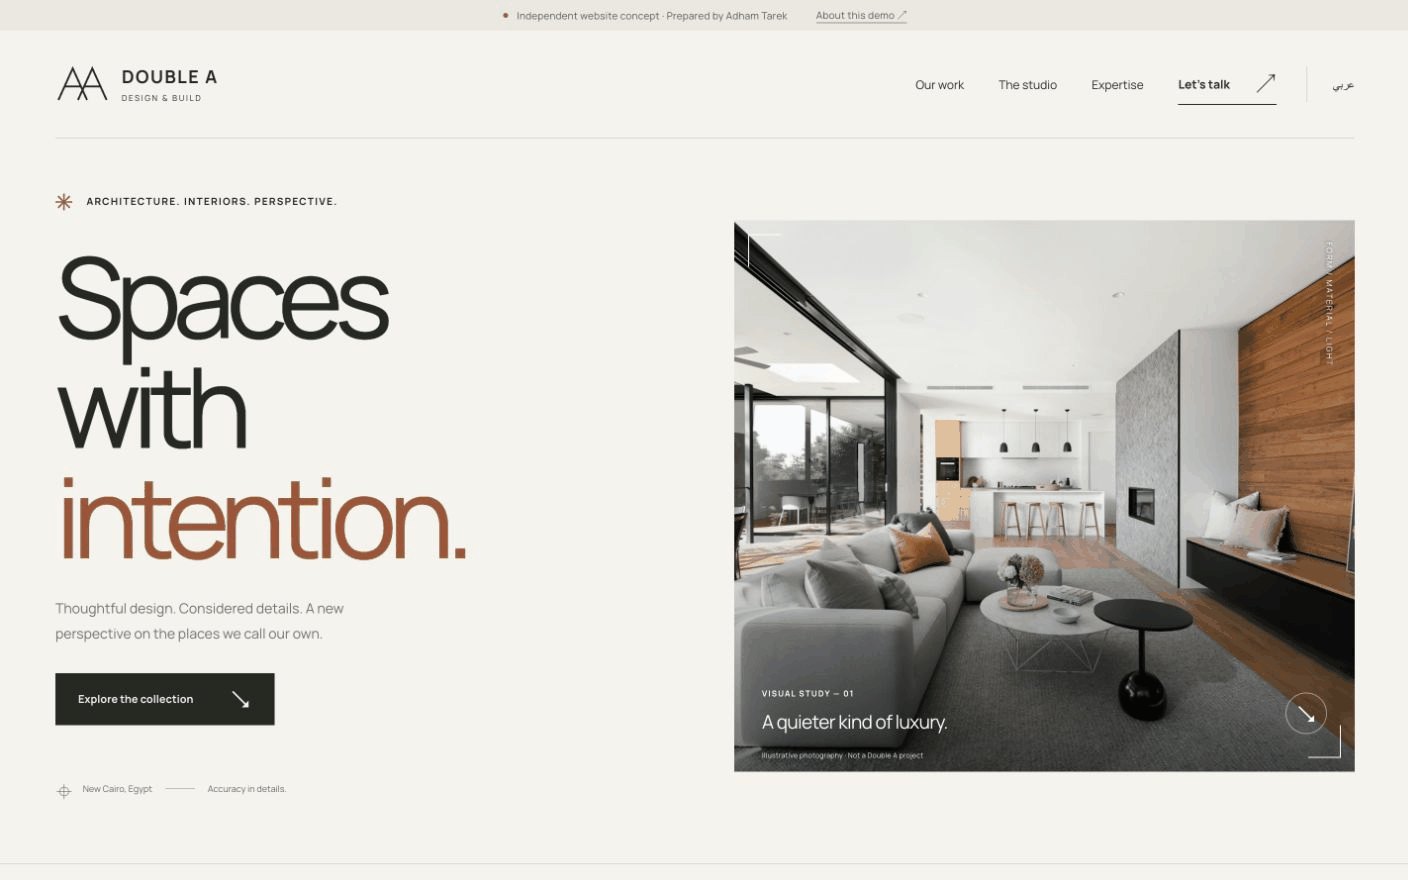 Independent website concept · Prepared by Adham Tarek
About this demo ↗
DOUBLE A
DESIGN & BUILD
Our work
The studio
Expertise
Let's talk
عربي
ARCHITECTURE. INTERIORS. PERSPECTIVE.
Spaces
with
intention.
Thoughtful design. Considered details. A new
perspective on the places we call our own.
Explore the collection
New Cairo, Egypt
Accuracy in details.
FORM / MATERIAL / LIGHT
VISUAL STUDY — 01
A quieter kind of luxury.
Illustrative photography · Not a Double A project